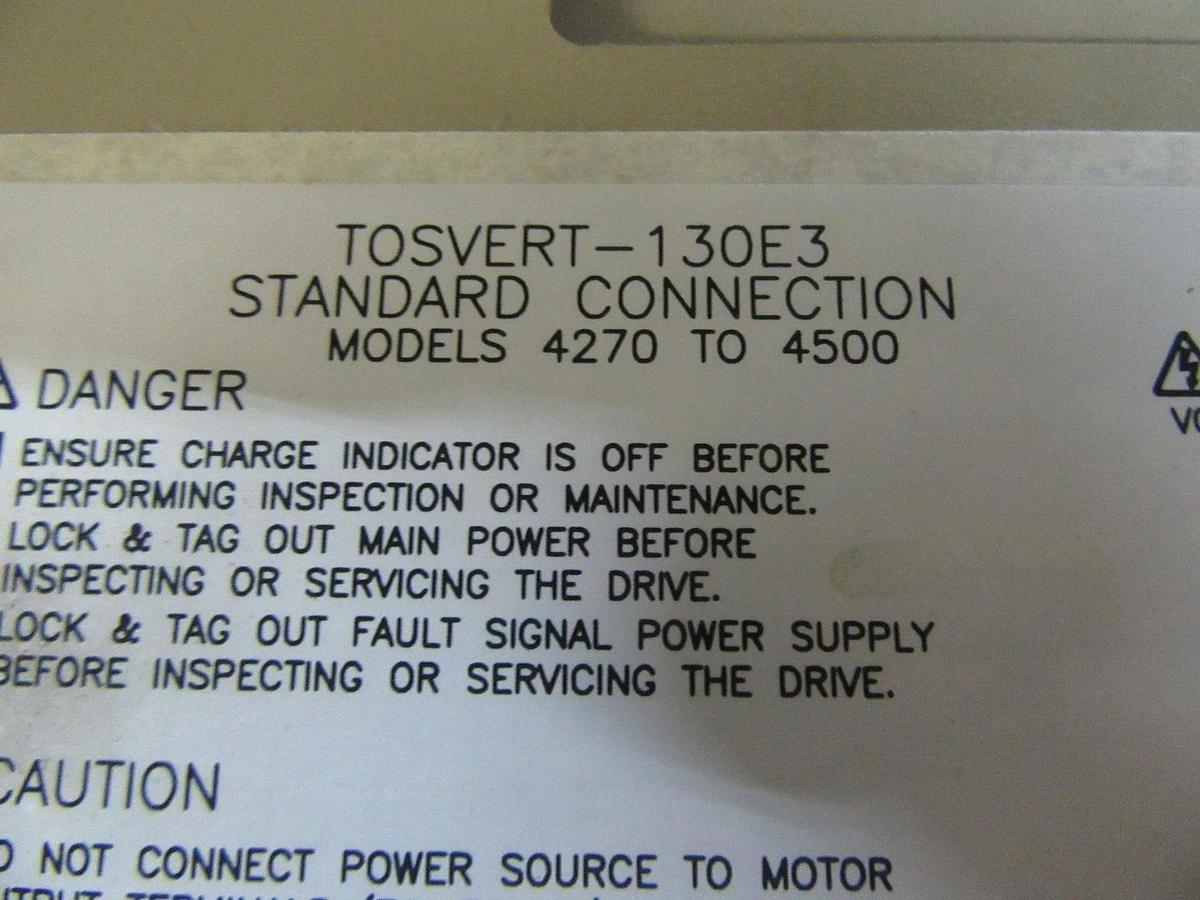 TOSVERT-130E3
STANDARD CONNECTION
MODELS 4270 TO 4500
DANGER
ENSURE CHARGE INDICATOR IS OFF BEFORE
PERFORMING INSPECTION OR MAINTENANCE.
LOCK & TAG OUT MAIN POWER BEFORE
INSPECTING OR SERVICING THE DRIVE.
LOCK & TAG OUT FAULT SIGNAL POWER SUPPLY
BEFORE INSPECTING OR SERVICING THE DRIVE.
CAUTION
NOT CONNECT POWER SOURCE TO MOTOR